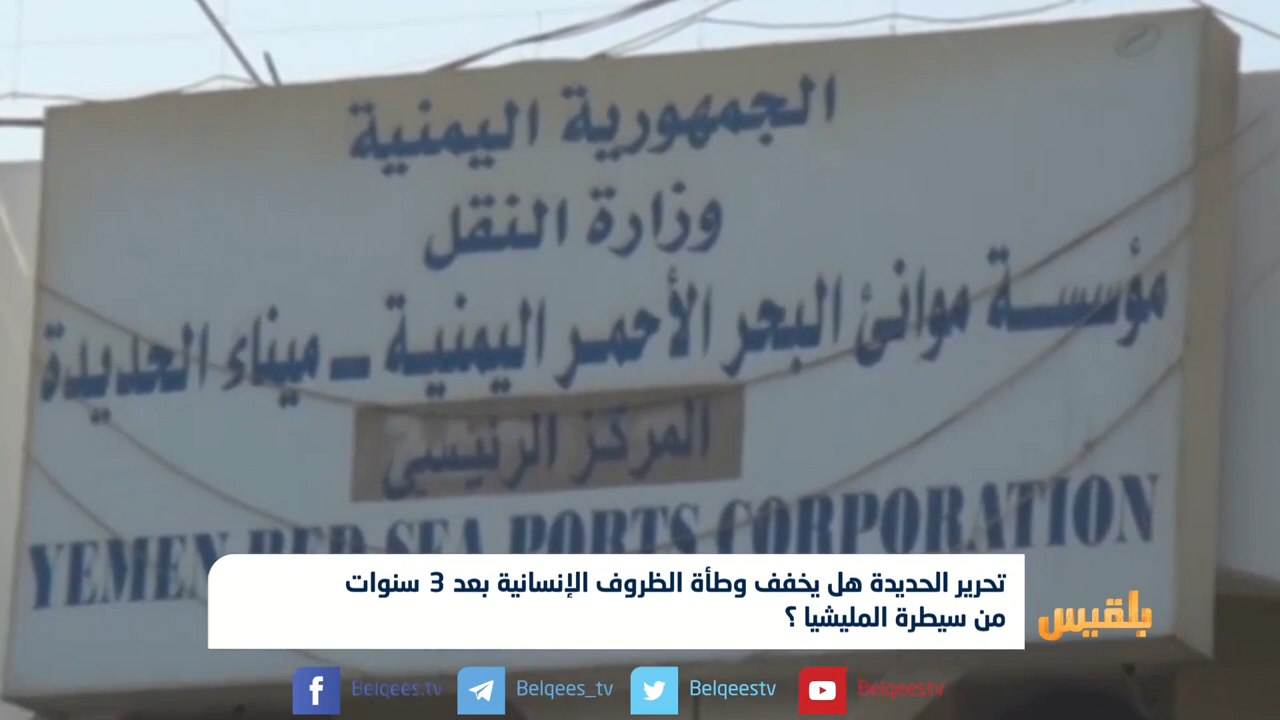 الجمهورية اليمنية
وزارة النقل
مؤسسة موانئ البحر الأحمر اليمنية - ميناء الحديدة
المركز الرئيسي
YEMEN RED SEA PORTS CORPORATION
تحرير الحديدة هل يخفف وطأة الظروف الإنسانية بعد 3 سنوات
من سيطرة المليشيا ؟
بلقيس
Belqees.tv
Belqees_tv
Belqeestv
Belqeestv